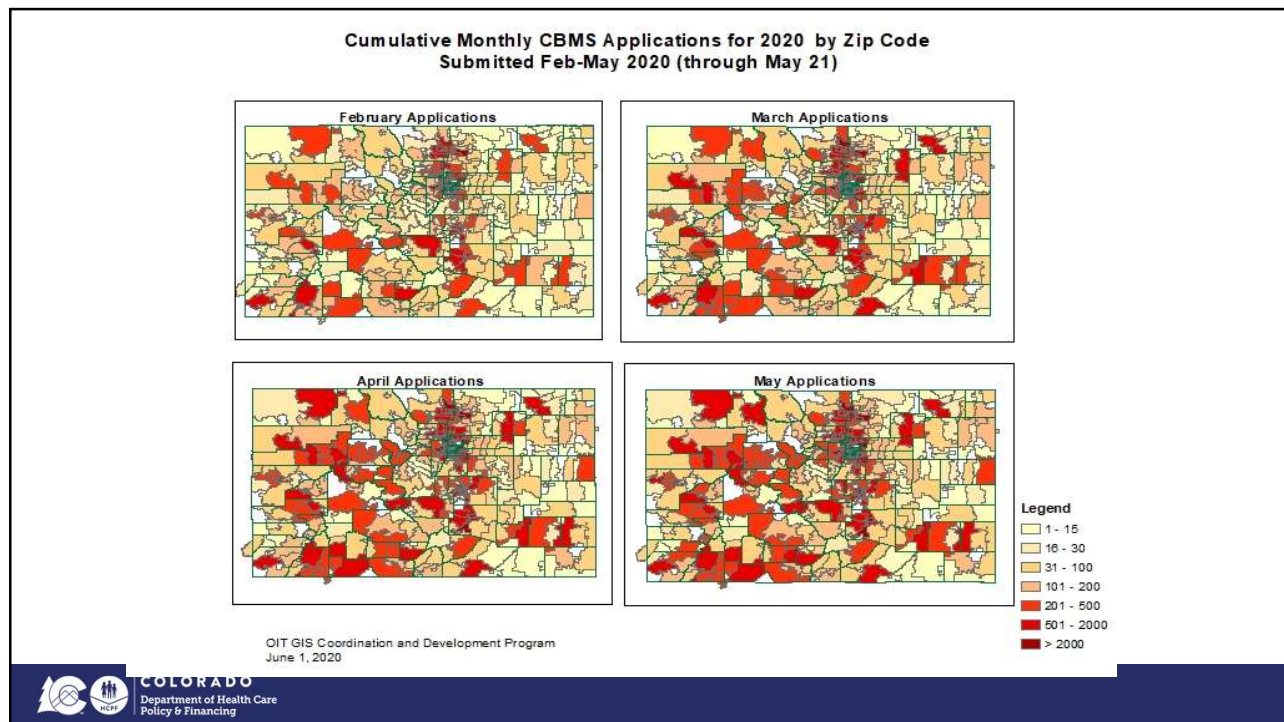 Cumulative Monthly CBMS Applications for 2020 by Zip Code
Submitted Feb-May 2020 (through May 21)
February Applications
March Applications
April Applications
May Applications
Legend
1 - 15
16 - 30
31 - 100
101 - 200
201 - 500
501 - 2000
> 2000
OIT GIS Coordination and Development Program
June 1, 2020
HCPF
COLORADO
Department of Health Care
Policy & Financing